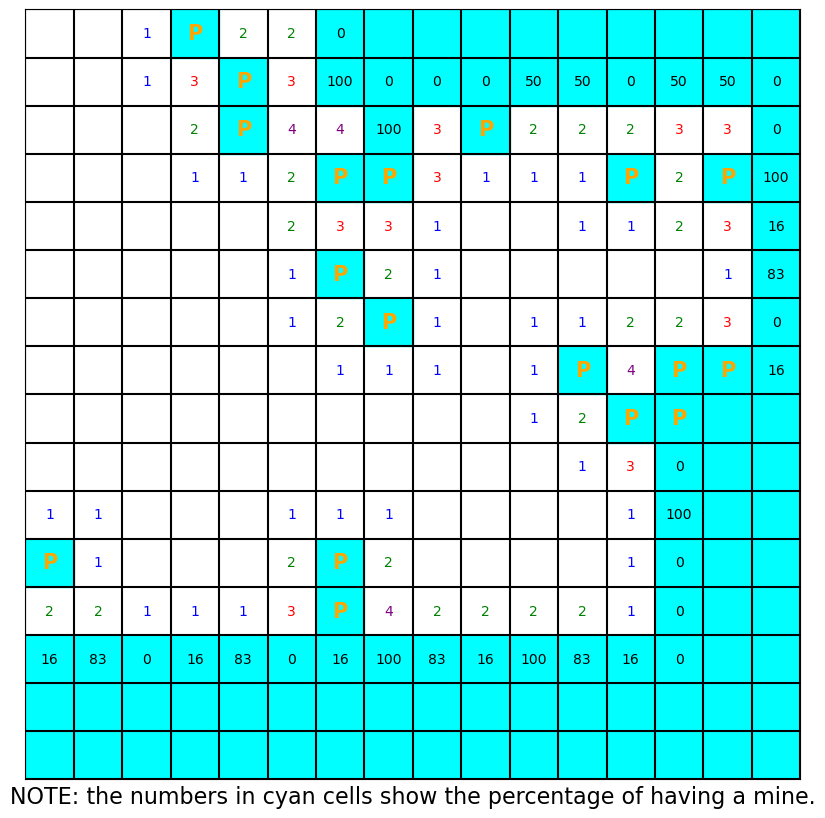 1 P 2 2 0
1 3 P 3 100 0 0 0 50 50 0 50 50 0
2 P 4 4 100 3 P 2 2 2 3 3 0
1 1 2 P P 3 1 1 1 P 2 P 100
2 3 3 1 1 1 2 3 16
1 P 2 1 1 83
1 2 P 1 1 1 2 2 3 0
1 1 1 1 P 4 P P 16
1 2 P P
1 3 0
1 1 1 1 1 1 100
P 1 2 P 2 1 0
2 2 1 1 1 3 P 4 2 2 2 2 1 0
16 83 0 16 83 0 16 100 83 16 100 83 16 0
NOTE: the numbers in cyan cells show the percentage of having a mine.